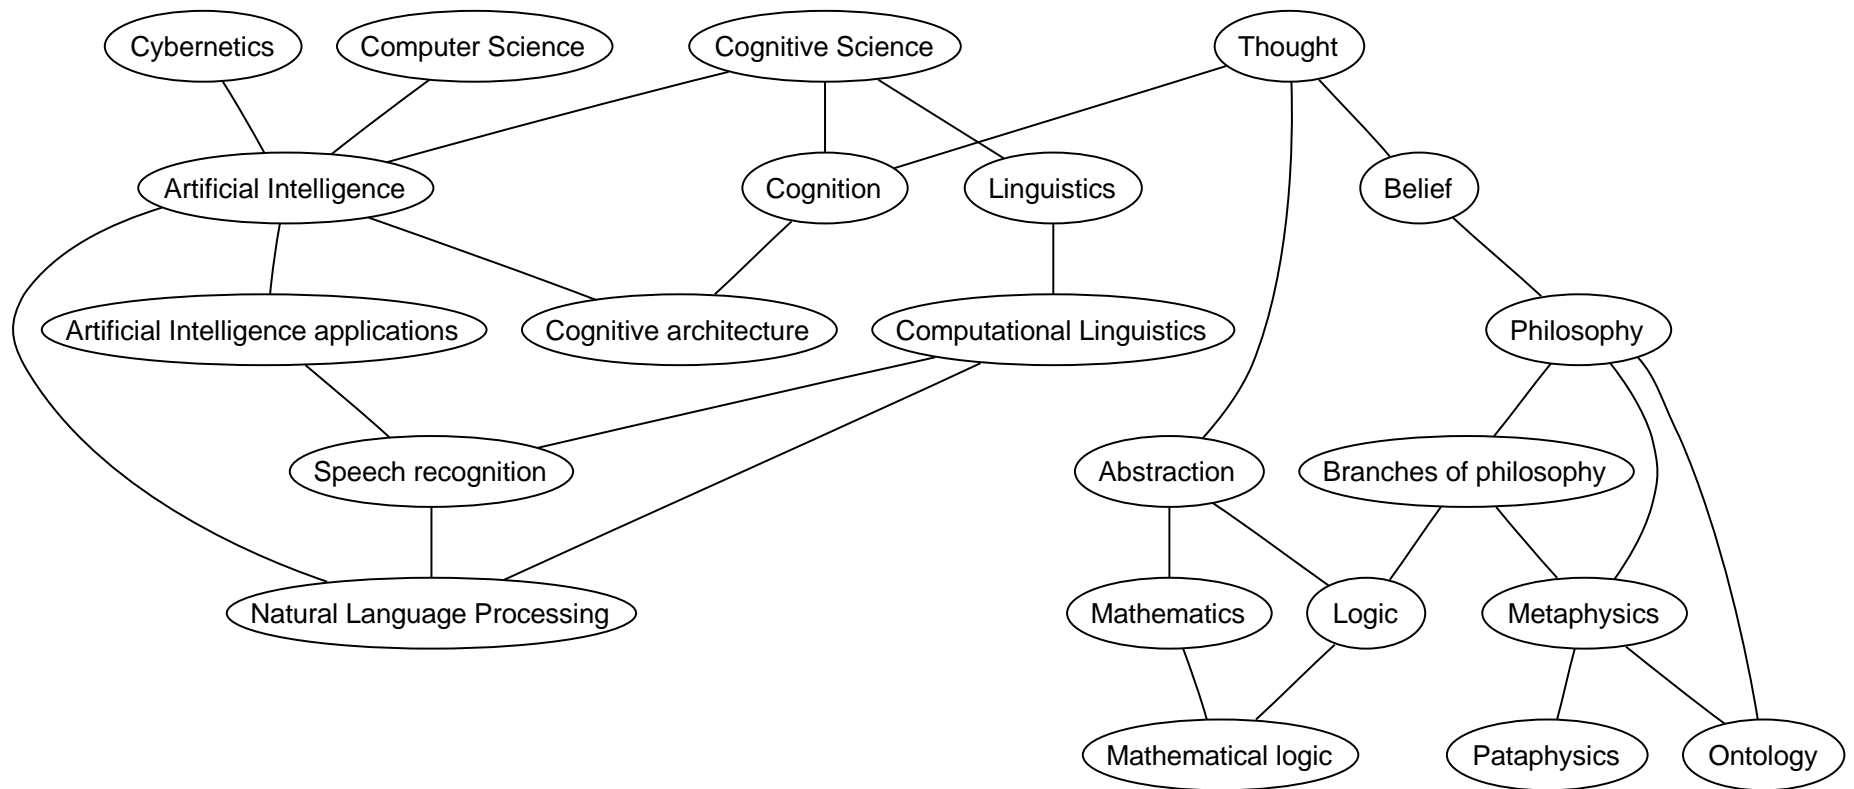 Cybernetics
Computer Science
Cognitive Science
Thought
Artificial Intelligence
Cognition
Linguistics
Belief
Artificial Intelligence applications
Cognitive architecture
Computational Linguistics
Philosophy
Speech recognition
Abstraction
Branches of philosophy
Natural Language Processing
Mathematics
Logic
Metaphysics
Mathematical logic
Pataphysics
Ontology